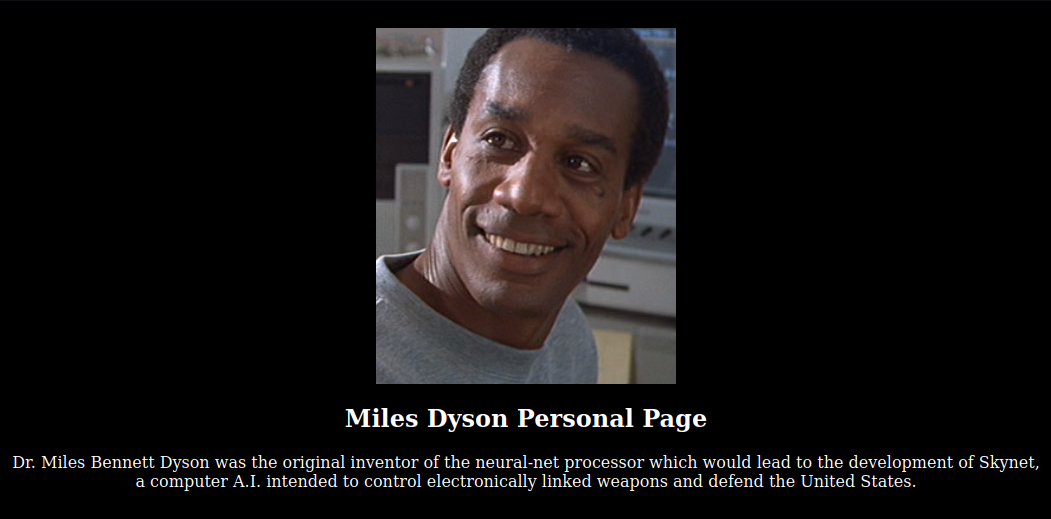 Miles Dyson Personal Page
Dr. Miles Bennett Dyson was the original inventor of the neural-net processor which would lead to the development of Skynet,
a computer A.I. intended to control electronically linked weapons and defend the United States.